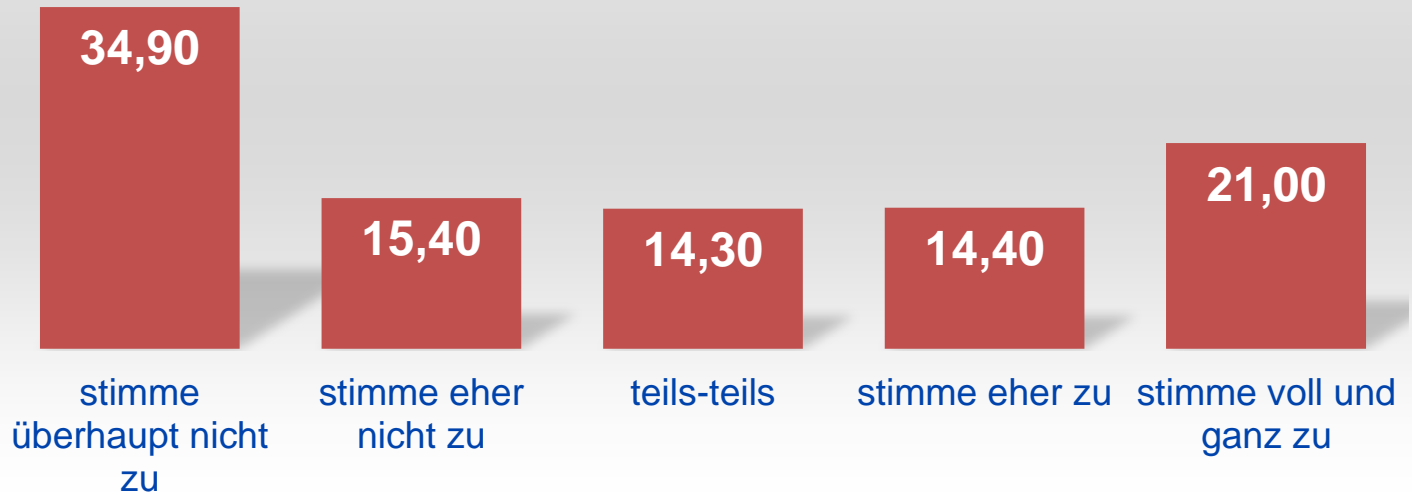 34,90
15,40
14,30
14,40
21,00
stimme
überhaupt nicht
zu
stimme eher
nicht zu
teils-teils
stimme eher zu
stimme voll und
ganz zu